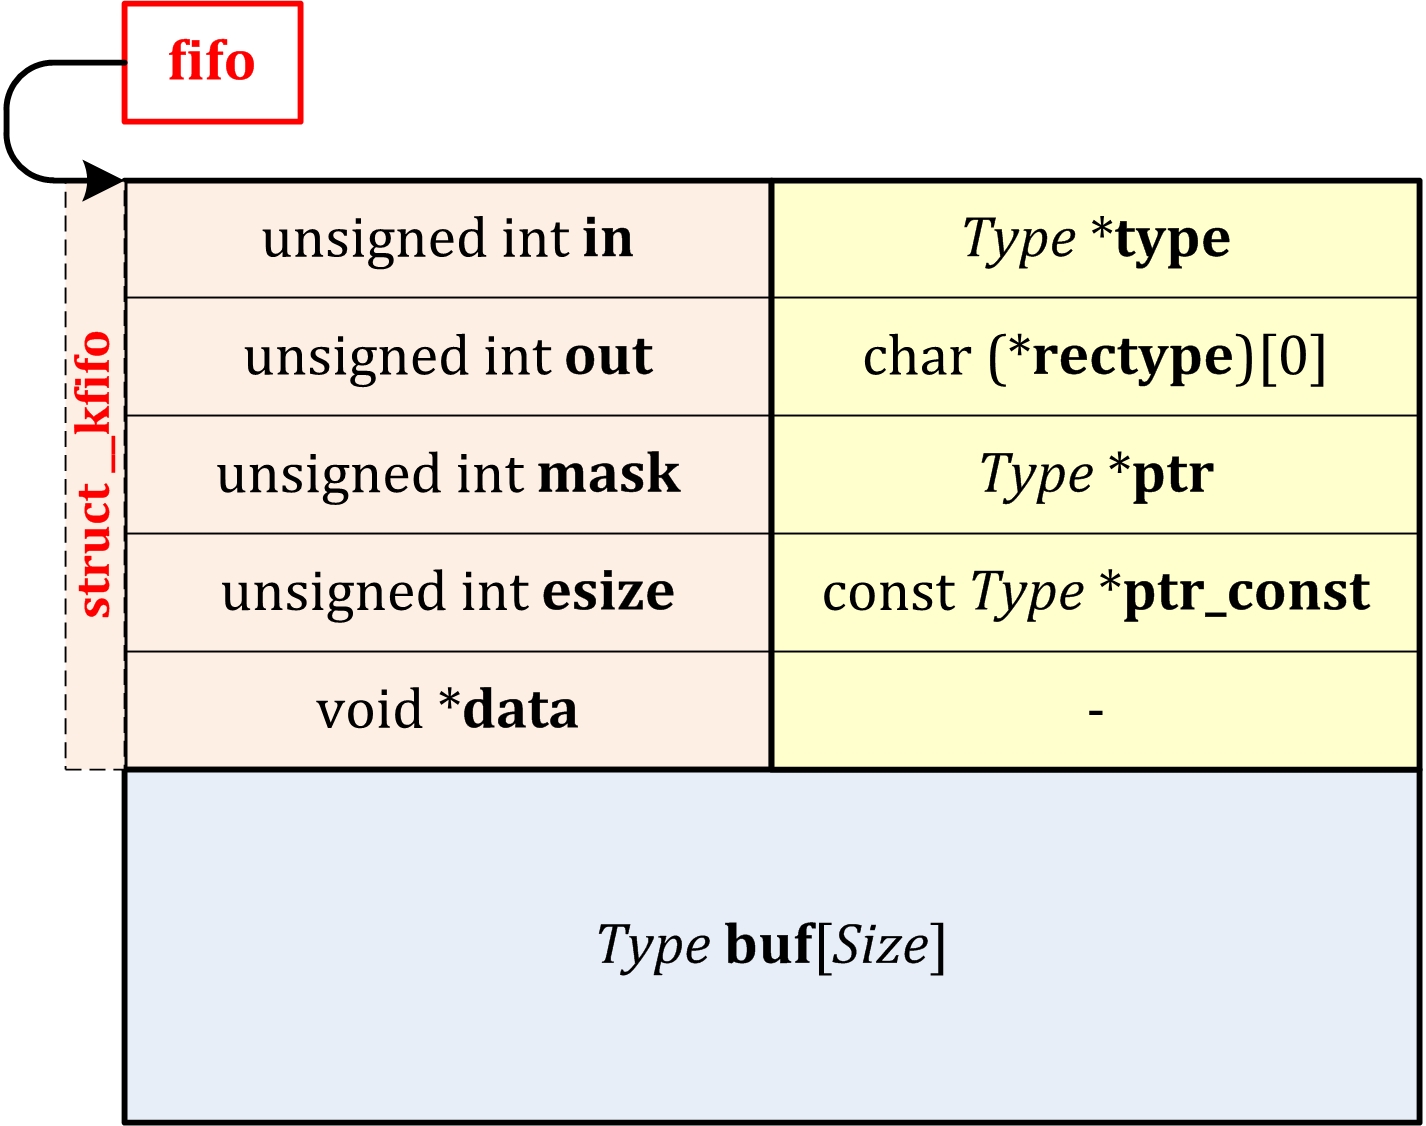 fifo
struct _kfifo
unsigned int in
Type *type
unsigned int out
char (*rectype)[0]
unsigned int mask
Type *ptr
unsigned int esize
const Type *ptr_const
void *data
-
Type buf[Size]